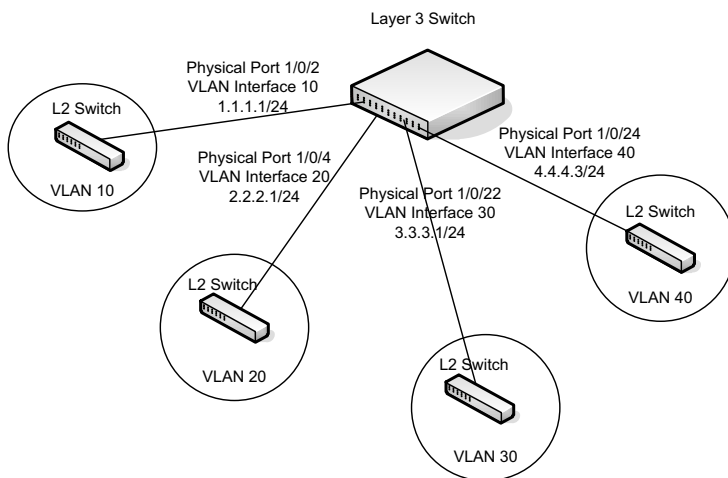 Layer 3 Switch
Physical Port 1/0/2
VLAN Interface 10
1.1.1.1/24
L2 Switch
VLAN 10
Physical Port 1/0/4
VLAN Interface 20
2.2.2.1/24
L2 Switch
VLAN 20
Physical Port 1/0/22
VLAN Interface 30
3.3.3.1/24
L2 Switch
VLAN 30
Physical Port 1/0/24
VLAN Interface 40
4.4.4.3/24
L2 Switch
VLAN 40